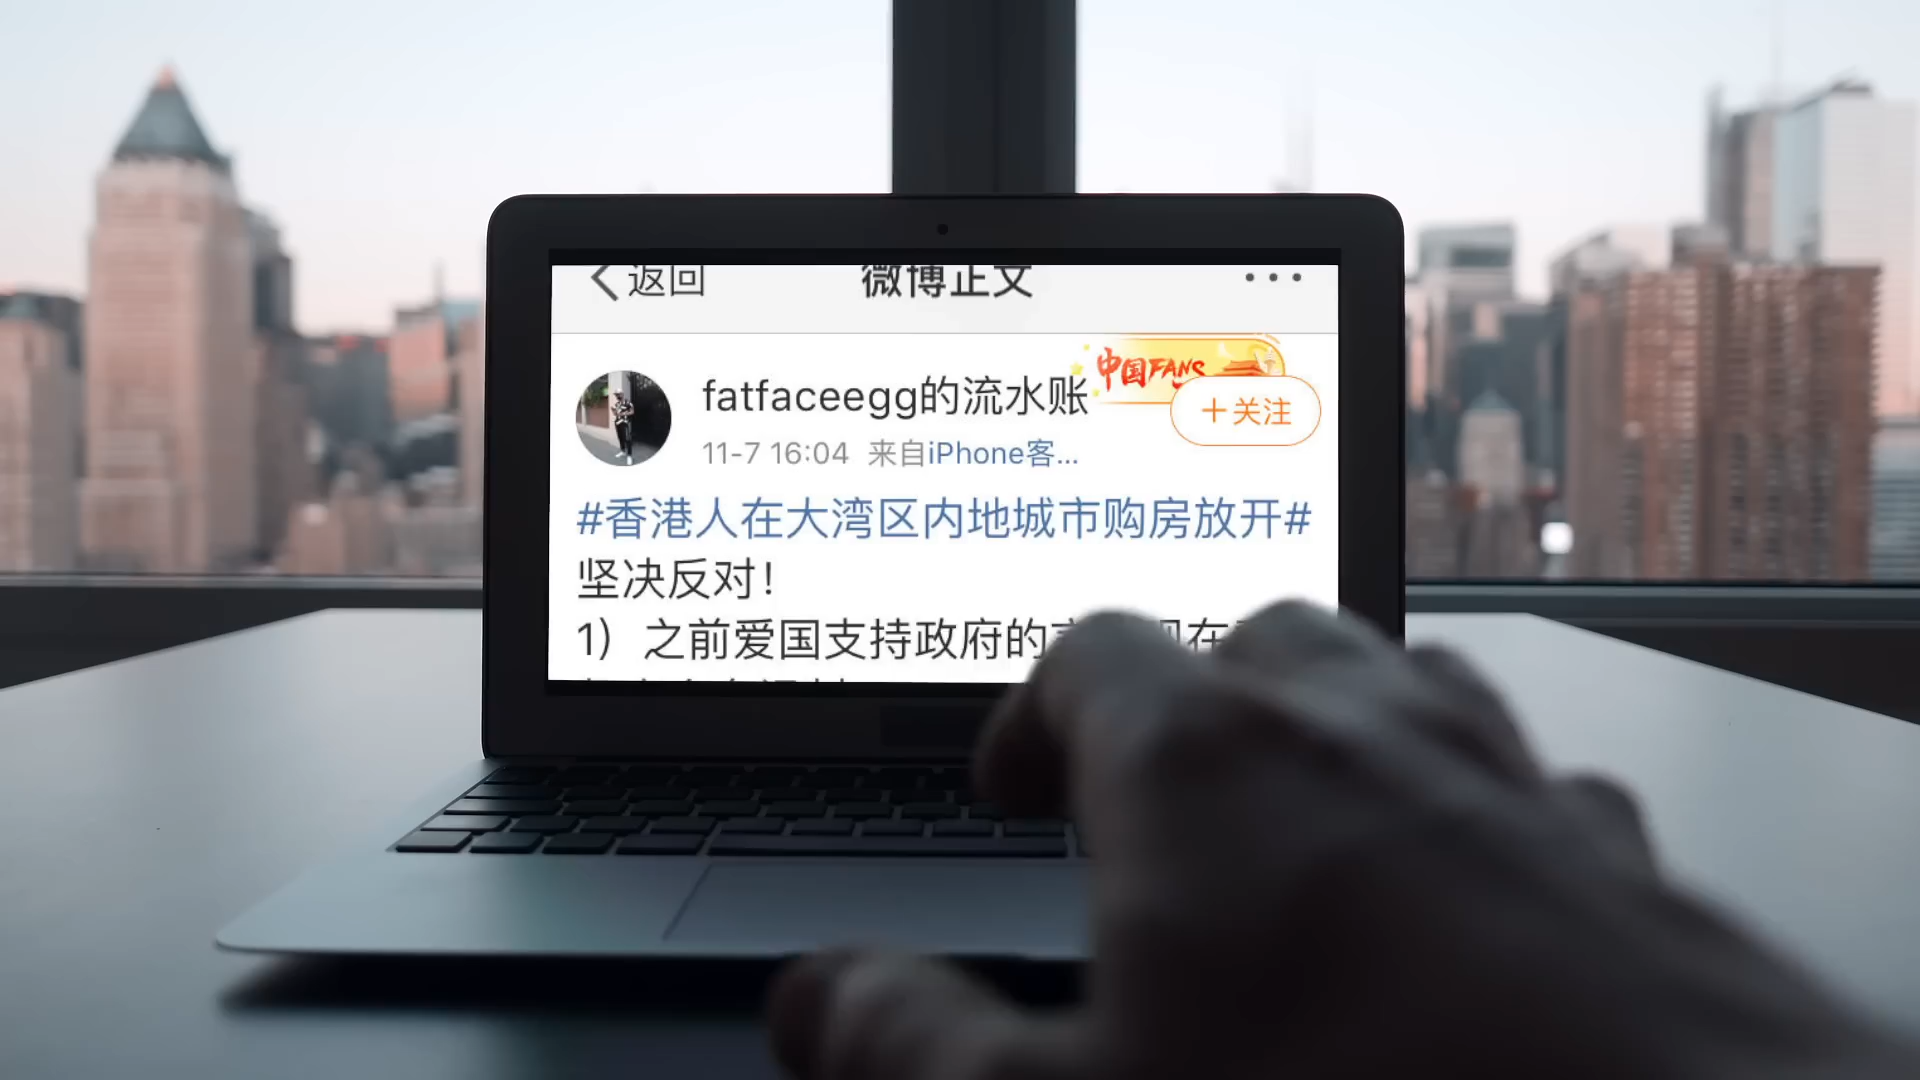 返回
微博正文
中国FANS
fatfaceegg的流水账
+关注
11-7 16:04 来自iPhone客...
#香港人在大湾区内地城市购房放开#
坚决反对!
1) 之前爱国支持政府的